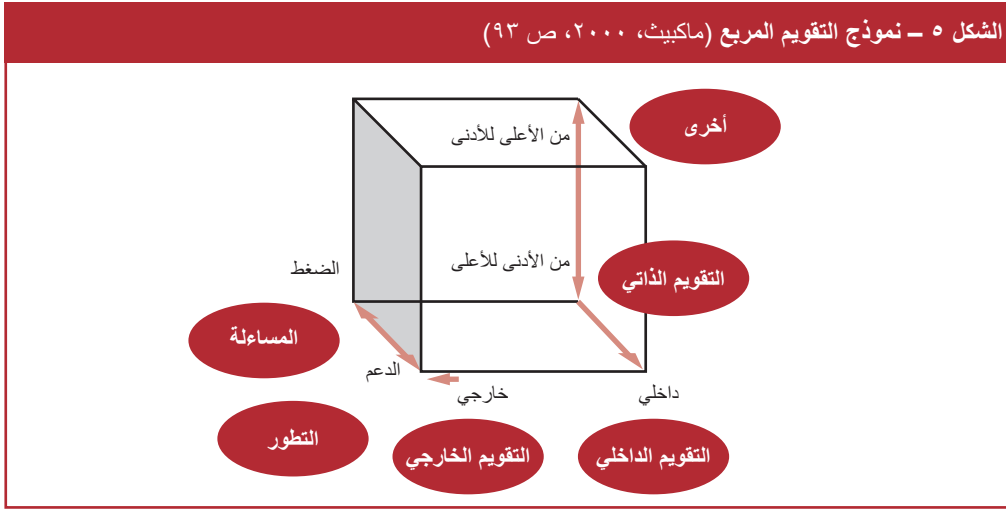 الشكل ٥ – نموذج التقويم المربع (ماكبيث، ٢٠٠٠، ص ٩٣)
أخرى
من الأعلى للأدنى
من الأدنى للأعلى
الضغط
التقويم الذاتي
المساءلة
الدعم
داخلي
خارجي
التقويم الداخلي
التقويم الخارجي
التطور